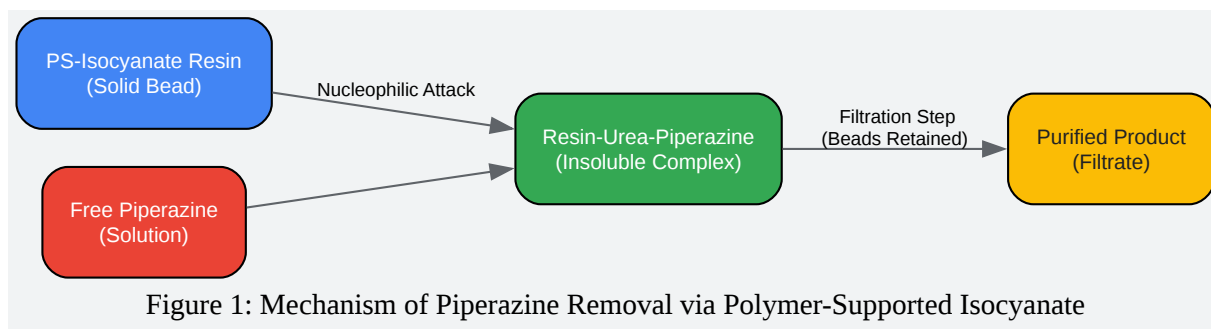 PS-Isocyanate Resin
(Solid Bead)
Nucleophilic Attack
Free Piperazine
(Solution)
Resin-Urea-Piperazine
(Insoluble Complex)
Filtration Step
(Beads Retained)
Purified Product
(Filtrate)
Figure 1: Mechanism of Piperazine Removal via Polymer-Supported Isocyanate